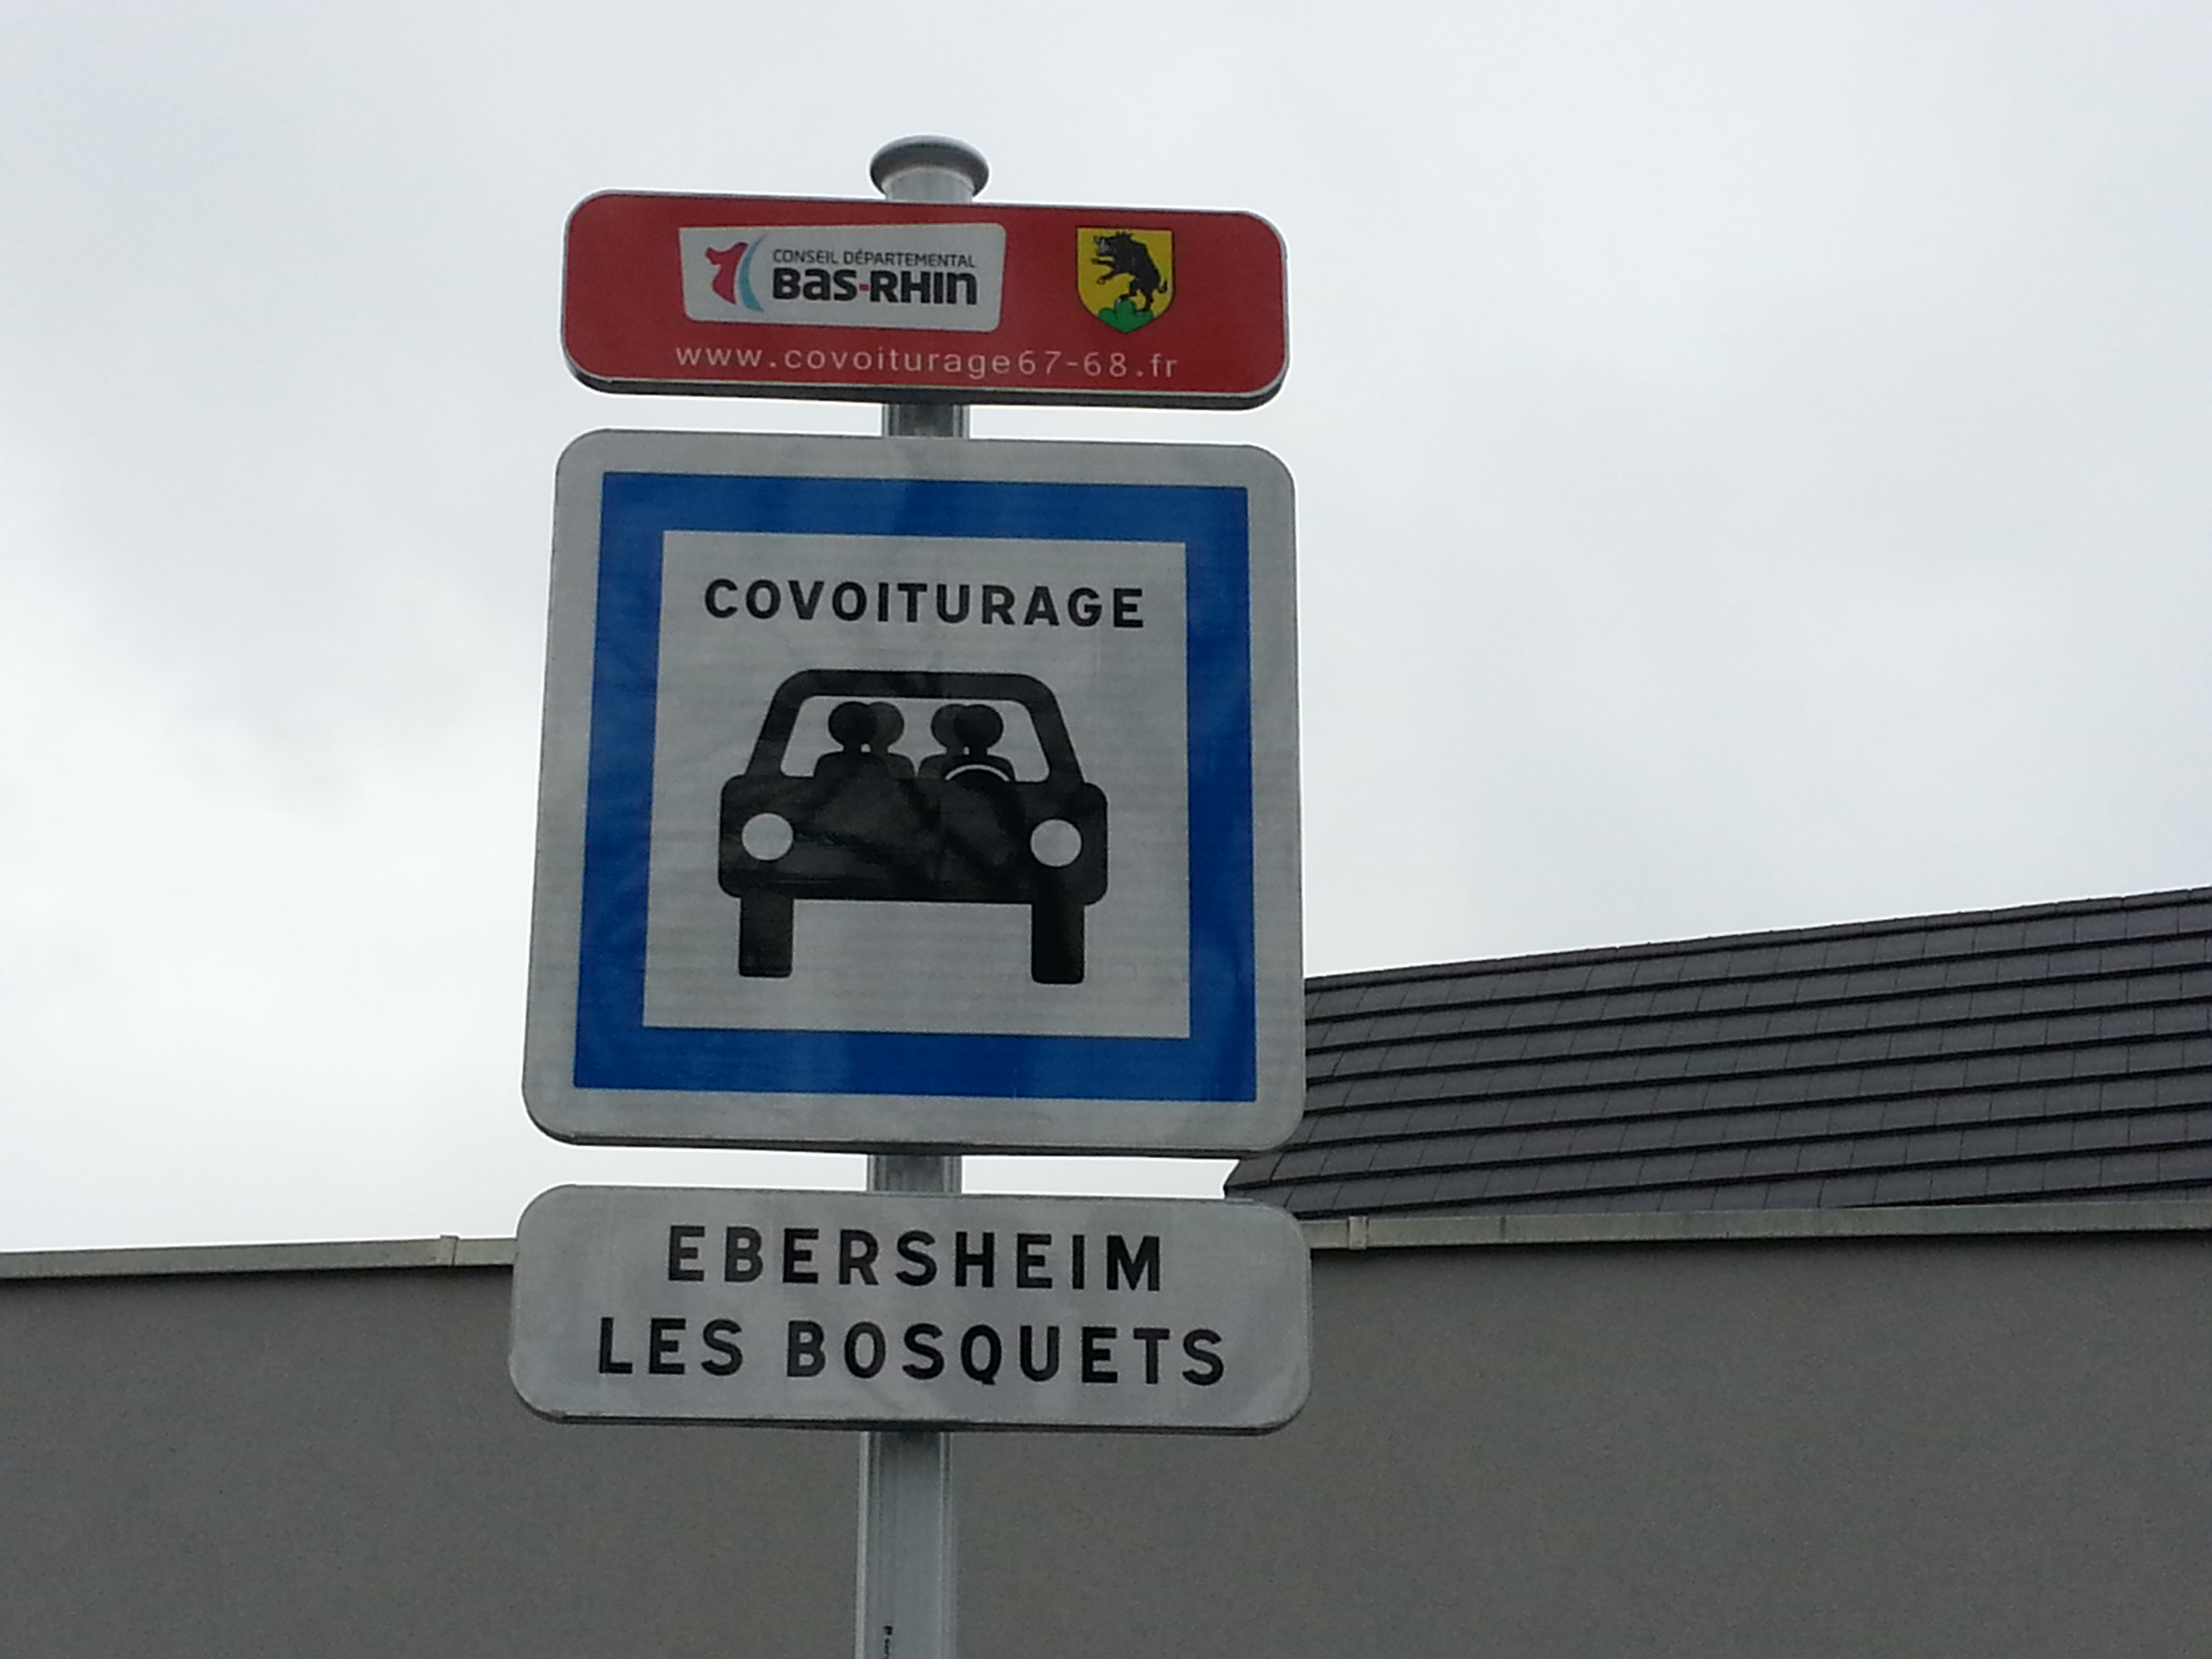 CONSEIL DÉPARTEMENTAL
Bas-RHin
www.covoiturage67-68.fr
COVOITURAGE
EBERSHEIM
LES BOSQUETS